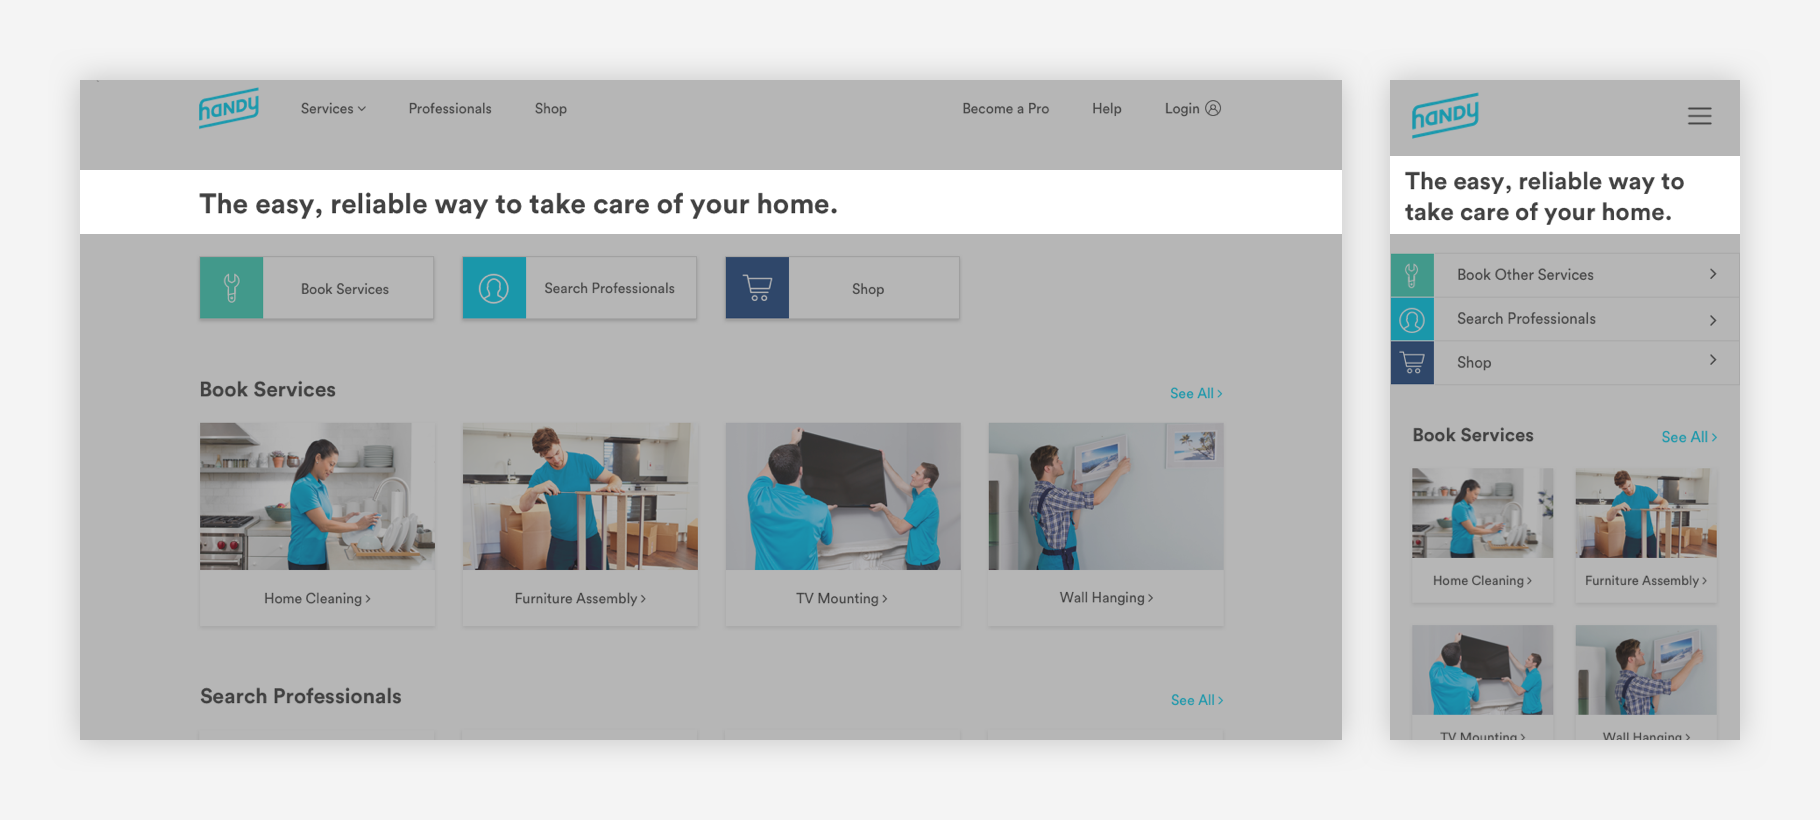 handy
Services
Professionals
Shop
Become a Pro
Help
Login
The easy, reliable way to take care of your home.
Book Services
Search Professionals
Shop
Book Services
See All >
Home Cleaning >
Furniture Assembly >
TV Mounting >
Wall Hanging >
Search Professionals
See All >
handy
The easy, reliable way to
take care of your home.
Book Other Services
Search Professionals
Shop
Book Services
See All >
Home Cleaning >
Furniture Assembly >
TV Mounting >
Wall Hanging >